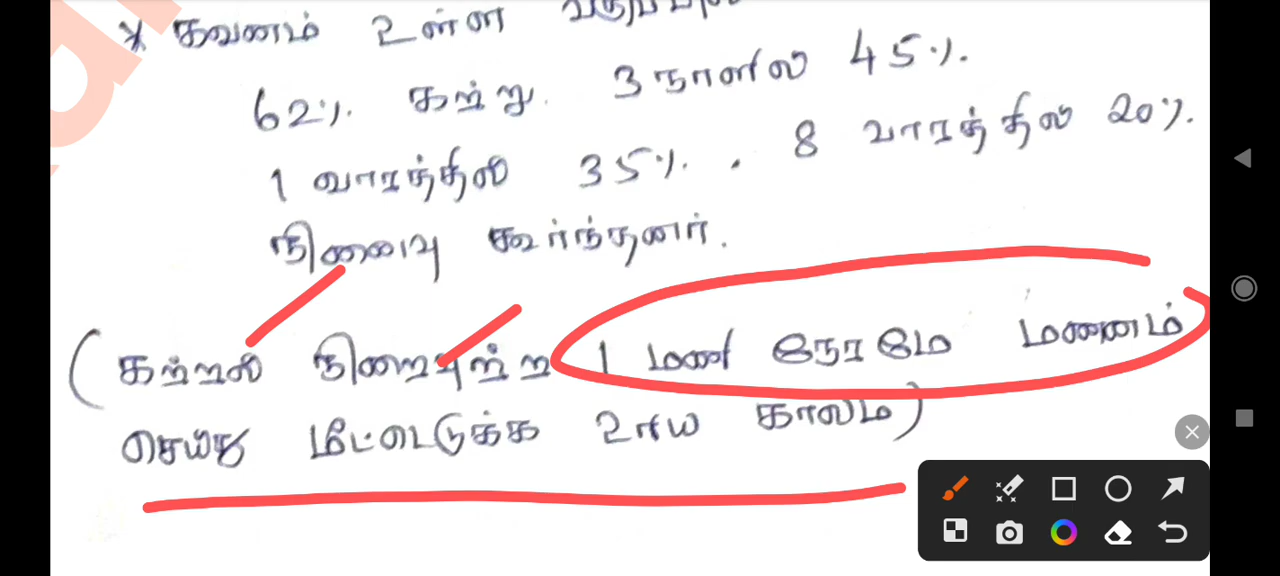 * கவனம் உள்ள
62%. கற்று. 3 நாளில் 45%.
1 வாரத்தில் 35%. , 8 வாரத்தில் 20%.
நினைவு கூர்ந்தனர்.
(கற்றல் நிறைவுற்ற 1 மணி நேரமே மணனம்
செய்து மீட்டெடுக்க உரிய காலம்)